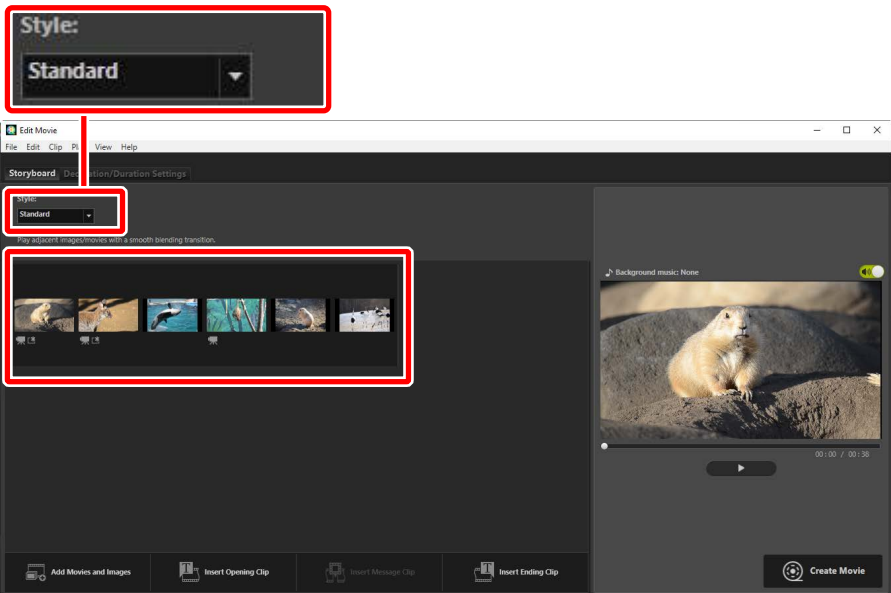 Style:
Standard
Edit Movie
File Edit Clip View Help
Storyboard
/Duration Settings
Style:
Standard
Play adjacent images/movies with a smooth blending transition.
Background music: None
00:00 / 00:38
Add Movies and Images
Insert Opening Clip
Insert Message Clip
Insert Ending Clip
Create Movie